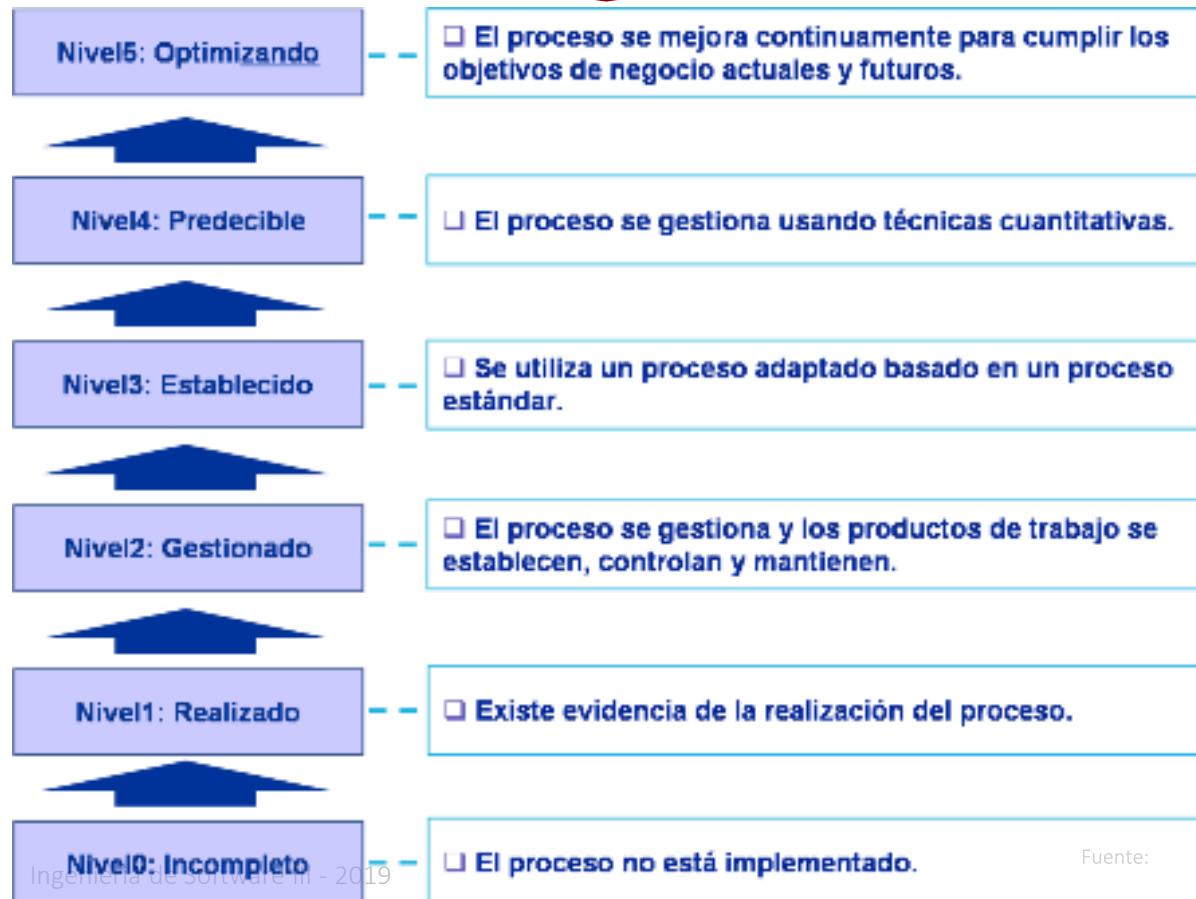 Nivel5: Optimizando
❑ El proceso se mejora continuamente para cumplir los
objetivos de negocio actuales y futuros.
Nivel4: Predecible
❑ El proceso se gestiona usando técnicas cuantitativas.
Nivel3: Establecido
❑ Se utiliza un proceso adaptado basado en un proceso
estándar.
Nivel2: Gestionado
❑ El proceso se gestiona y los productos de trabajo se
establecen, controlan y mantienen.
Nivel1: Realizado
❑ Existe evidencia de la realización del proceso.
Nivel0: Incompleto
❑ El proceso no está implementado.
Fuente:
Ingeniería de Software III - 2019